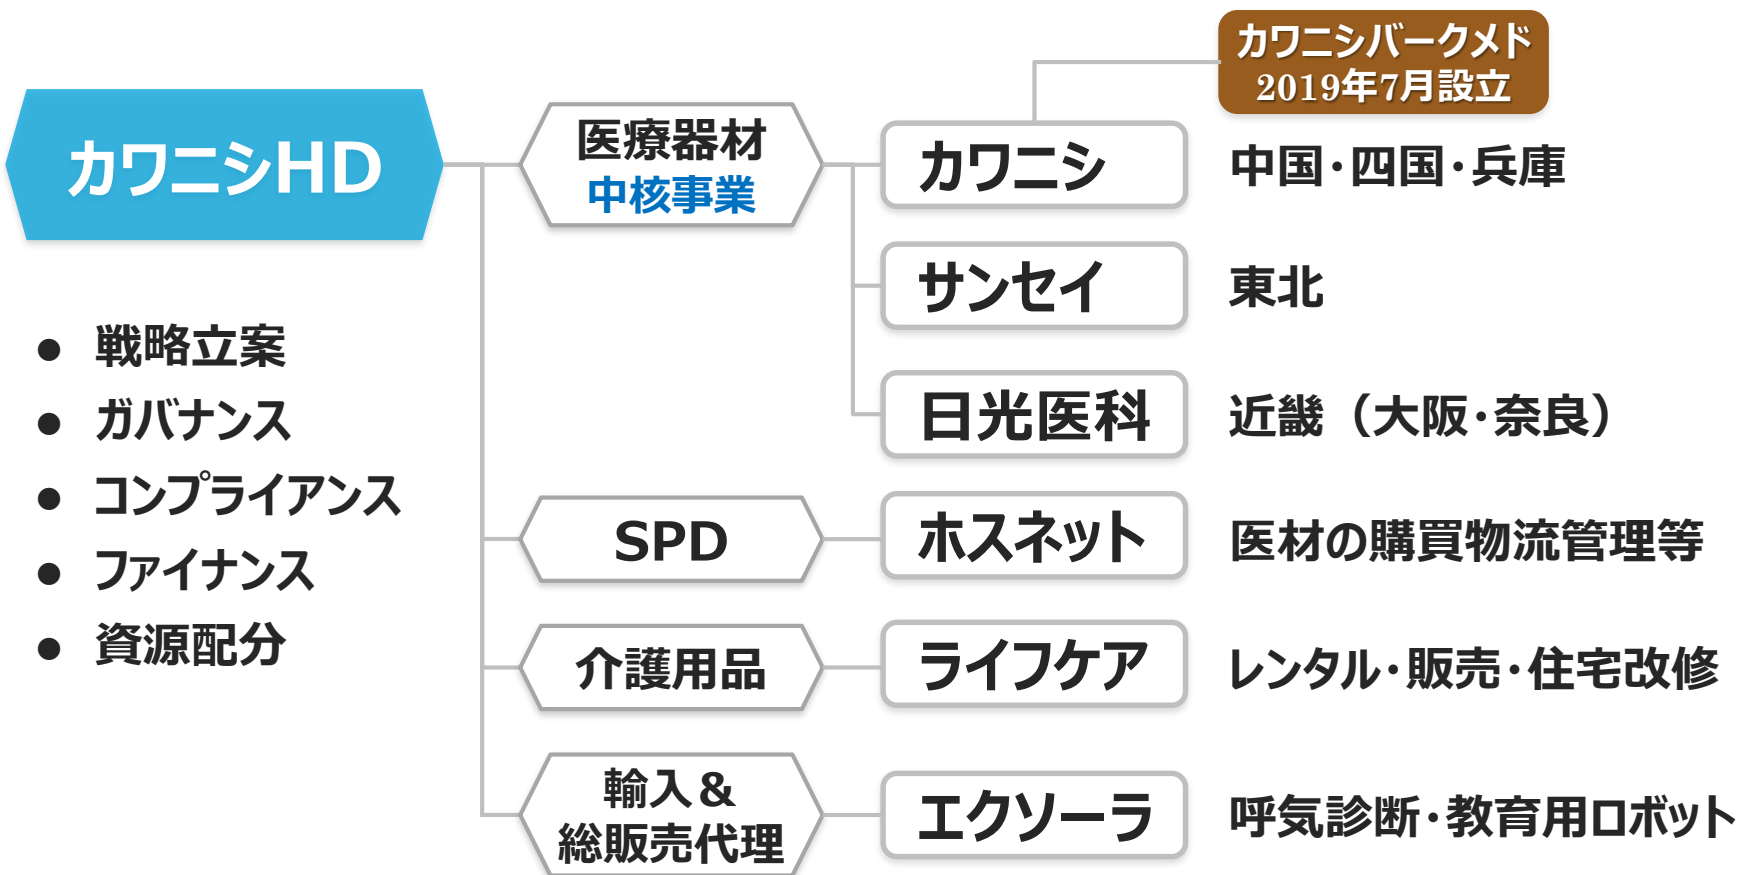 カワニシバークメド
2019年7月設立
カワニシHD
医療器材
中核事業
カワニシ
中国・四国・兵庫
サンセイ
東北
日光医科
近畿（大阪・奈良）
● 戦略立案
● ガバナンス
● コンプライアンス
● ファイナンス
● 資源配分
SPD
ホスネット
医材の購買物流管理等
介護用品
ライフケア
レンタル・販売・住宅改修
輸入＆
総販売代理
エクソーラ
呼気診断・教育用ロボット